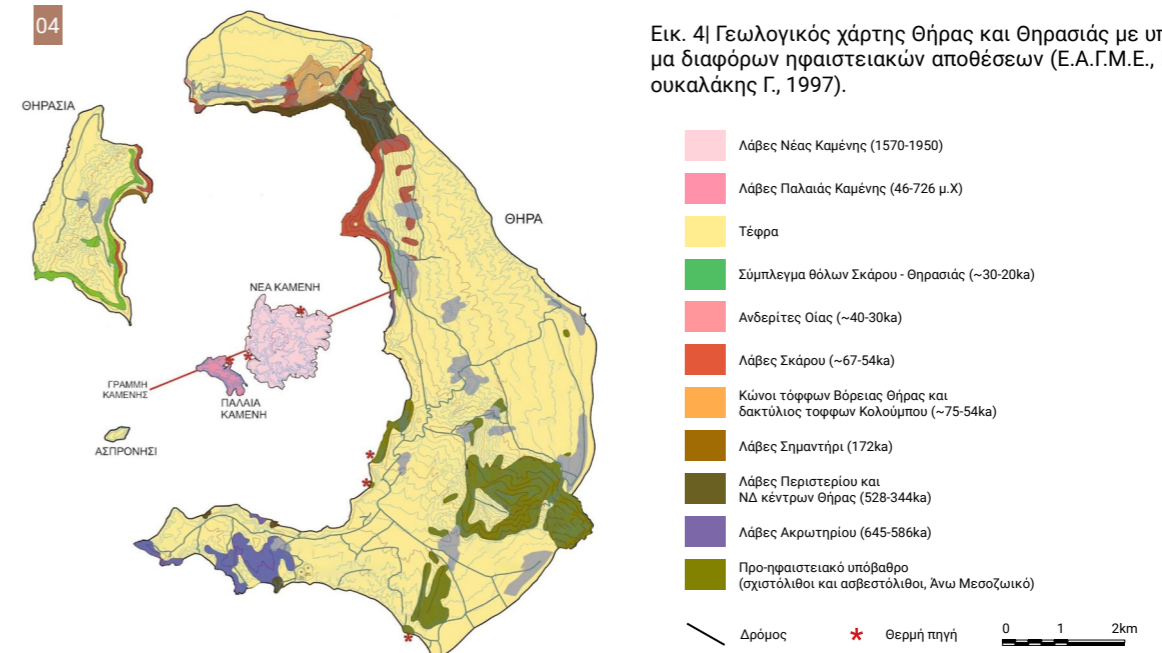 04
Εικ. 4| Γεωλογικός χάρτης Θήρας και Θηρασιάς με υπ
μα διαφόρων ηφαιστειακών αποθέσεων (Ε.Α.Γ.Μ.Ε.,
ουκαλάκης Γ., 1997).
ΘΗΡΑΣΙΑ
ΘΗΡΑ
ΝΕΑ ΚΑΜΕΝΗ
ΓΡΑΜΜΗ
ΚΑΜΕΝΗΣ
ΠΑΛΑΙΑ
ΚΑΜΕΝΗ
ΑΣΠΡΟΝΗΣΙ
Λάβες Νέας Καμένης (1570-1950)
Λάβες Παλαιάς Καμένης (46-726 μ.Χ)
Τέφρα
Σύμπλεγμα θόλων Σκάρου - Θηρασιάς (~30-20ka)
Ανδερίτες Οίας (~40-30ka)
Λάβες Σκάρου (~67-54ka)
Κώνοι τόφφων Βόρειας Θήρας και
δακτύλιος τοφφων Κολούμπου (~75-54ka)
Λάβες Σημαντήρι (172ka)
Λάβες Περιστερίου και
ΝΔ κέντρων Θήρας (528-344ka)
Λάβες Ακρωτηρίου (645-586ka)
Προ-ηφαιστειακό υπόβαθρο
(σχιστόλιθοι και ασβεστόλιθοι, Άνω Μεσοζωικό)
Δρόμος
Θερμή πηγή
0 1 2km